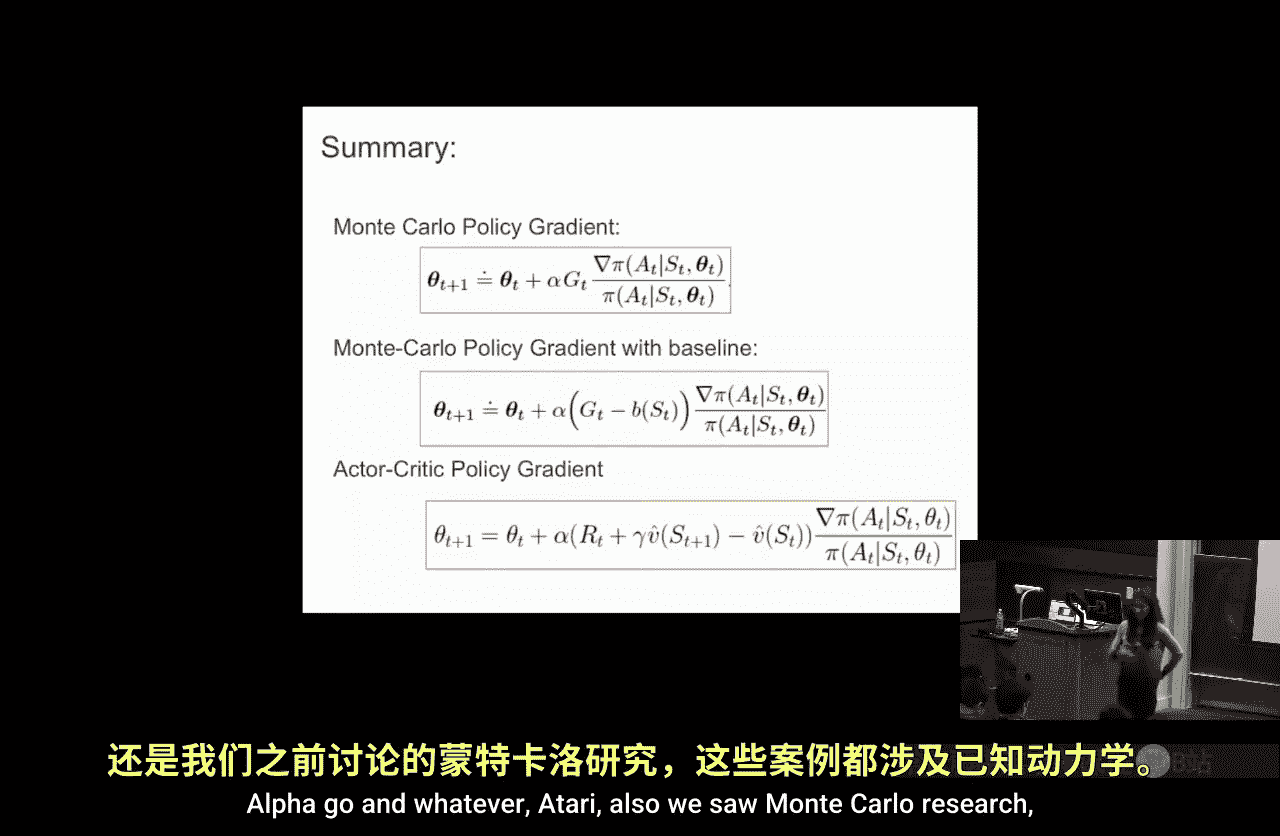 Summary:
Monte Carlo Policy Gradient:
θ_{t+1} ≐ θ_t + αG_t ∇π(A_t|S_t, θ_t) / π(A_t|S_t, θ_t) .
Monte-Carlo Policy Gradient with baseline:
θ_{t+1} ≐ θ_t + α(G_t − b(S_t)) ∇π(A_t|S_t, θ_t) / π(A_t|S_t, θ_t)
Actor-Critic Policy Gradient
θ_{t+1} = θ_t + α(R_t + γv̂(S_{t+1}) − v̂(S_t)) ∇π(A_t|S_t, θ_t) / π(A_t|S_t, θ_t)
还是我们之前讨论的蒙特卡洛研究，这些案例都涉及已知动力学。
Alpha go and whatever, Atari, also we saw Monte Carlo research,